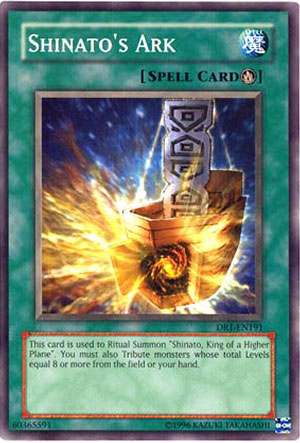 SHINATO'S ARK
魔
[SPELL CARD]
DR1-EN191
This card is used to Ritual Summon "Shinato, King of a Higher
Plane". You must also Tribute monsters whose total Levels
equal 8 or more from the field or your hand.
60365591
©1996 KAZUKI TAKAHASHI